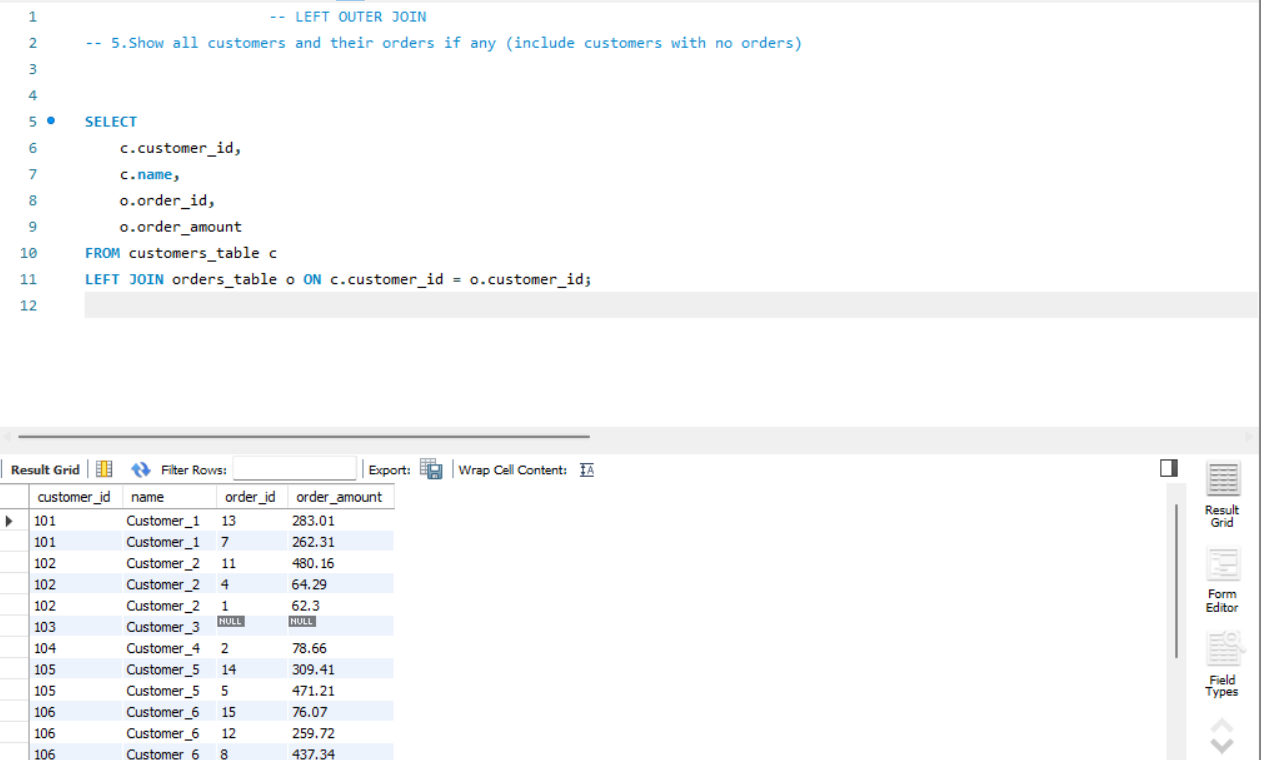 1 -- LEFT OUTER JOIN
2 -- 5.Show all customers and their orders if any (include customers with no orders)
3
4
5 SELECT
6 c.customer_id,
7 c.name,
8 o.order_id,
9 o.order_amount
10 FROM customers_table c
11 LEFT JOIN orders_table o ON c.customer_id = o.customer_id;
12
Result Grid Filter Rows: Export: Wrap Cell Content: IA
customer_id name order_id order_amount
101 Customer_1 13 283.01
101 Customer_1 7 262.31
102 Customer_2 11 480.16
102 Customer_2 4 64.29
102 Customer_2 1 62.3
103 Customer_3 NULL NULL
104 Customer_4 2 78.66
105 Customer_5 14 309.41
105 Customer_5 5 471.21
106 Customer_6 15 76.07
106 Customer_6 12 259.72
106 Customer_6 8 437.34
Result
Grid
Form
Editor
Field
Types